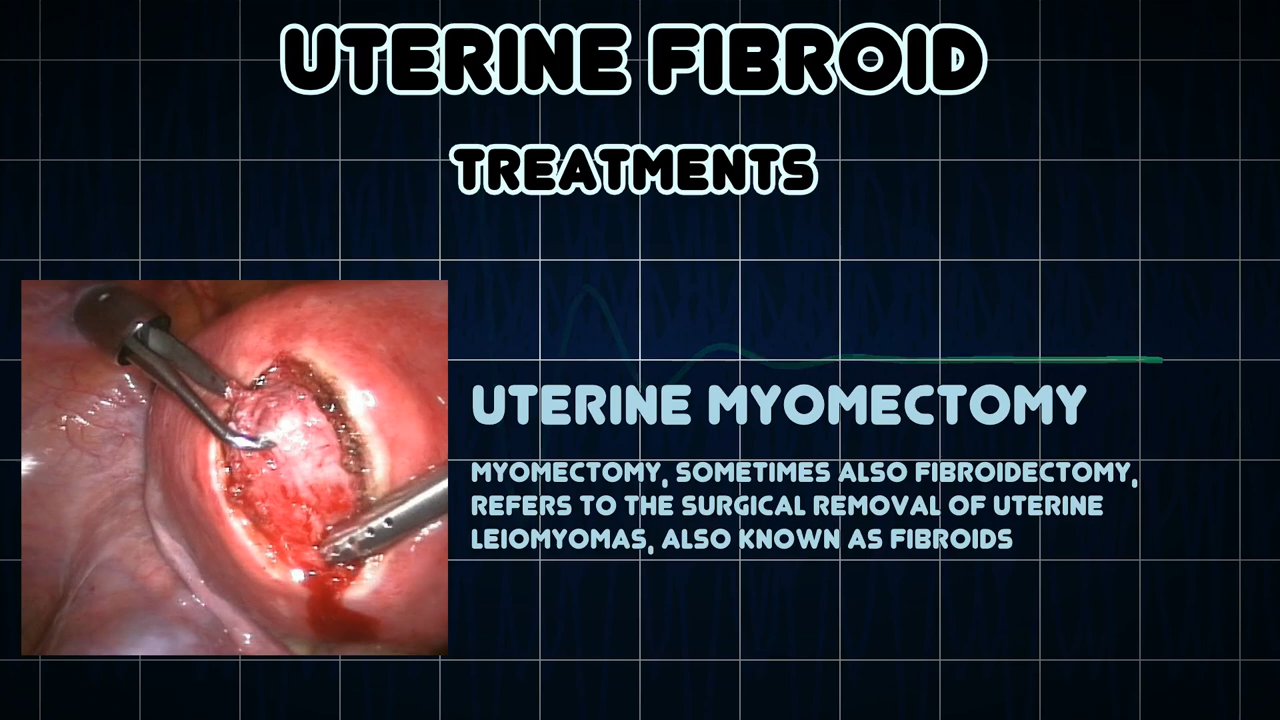 UTERINE FIBROID
TREATMENTS
UTERINE MYOMECTOMY
MYOMECTOMY, SOMETIMES ALSO FIBROIDECTOMY,
REFERS TO THE SURGICAL REMOVAL OF UTERINE
LEIOMYOMAS, ALSO KNOWN AS FIBROIDS